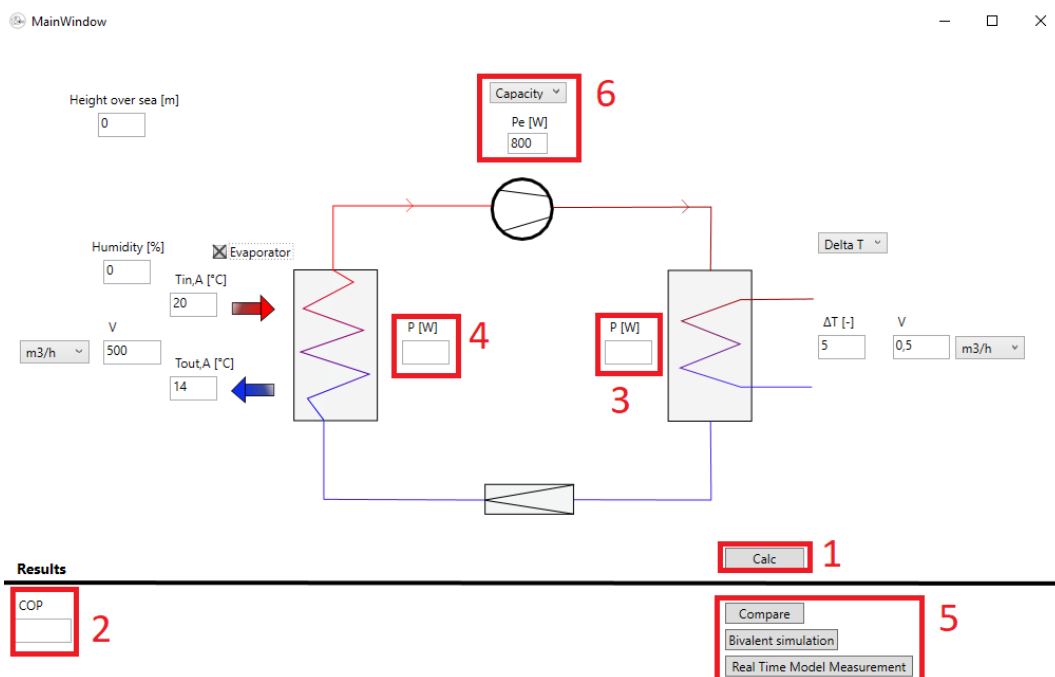 MainWindow
Capacity
6
Height over sea [m]
0
Pe [W]
800
Humidity [%]
Evaporator
Delta T
0
Tin,A [°C]
20
V
P [W]
4
P [W]
ΔT [-]
V
m3/h
500
5
0,5
m3/h
Tout,A [°C]
14
3
Calc
1
Results
COP
2
Compare
5
Bivalent simulation
Real Time Model Measurement